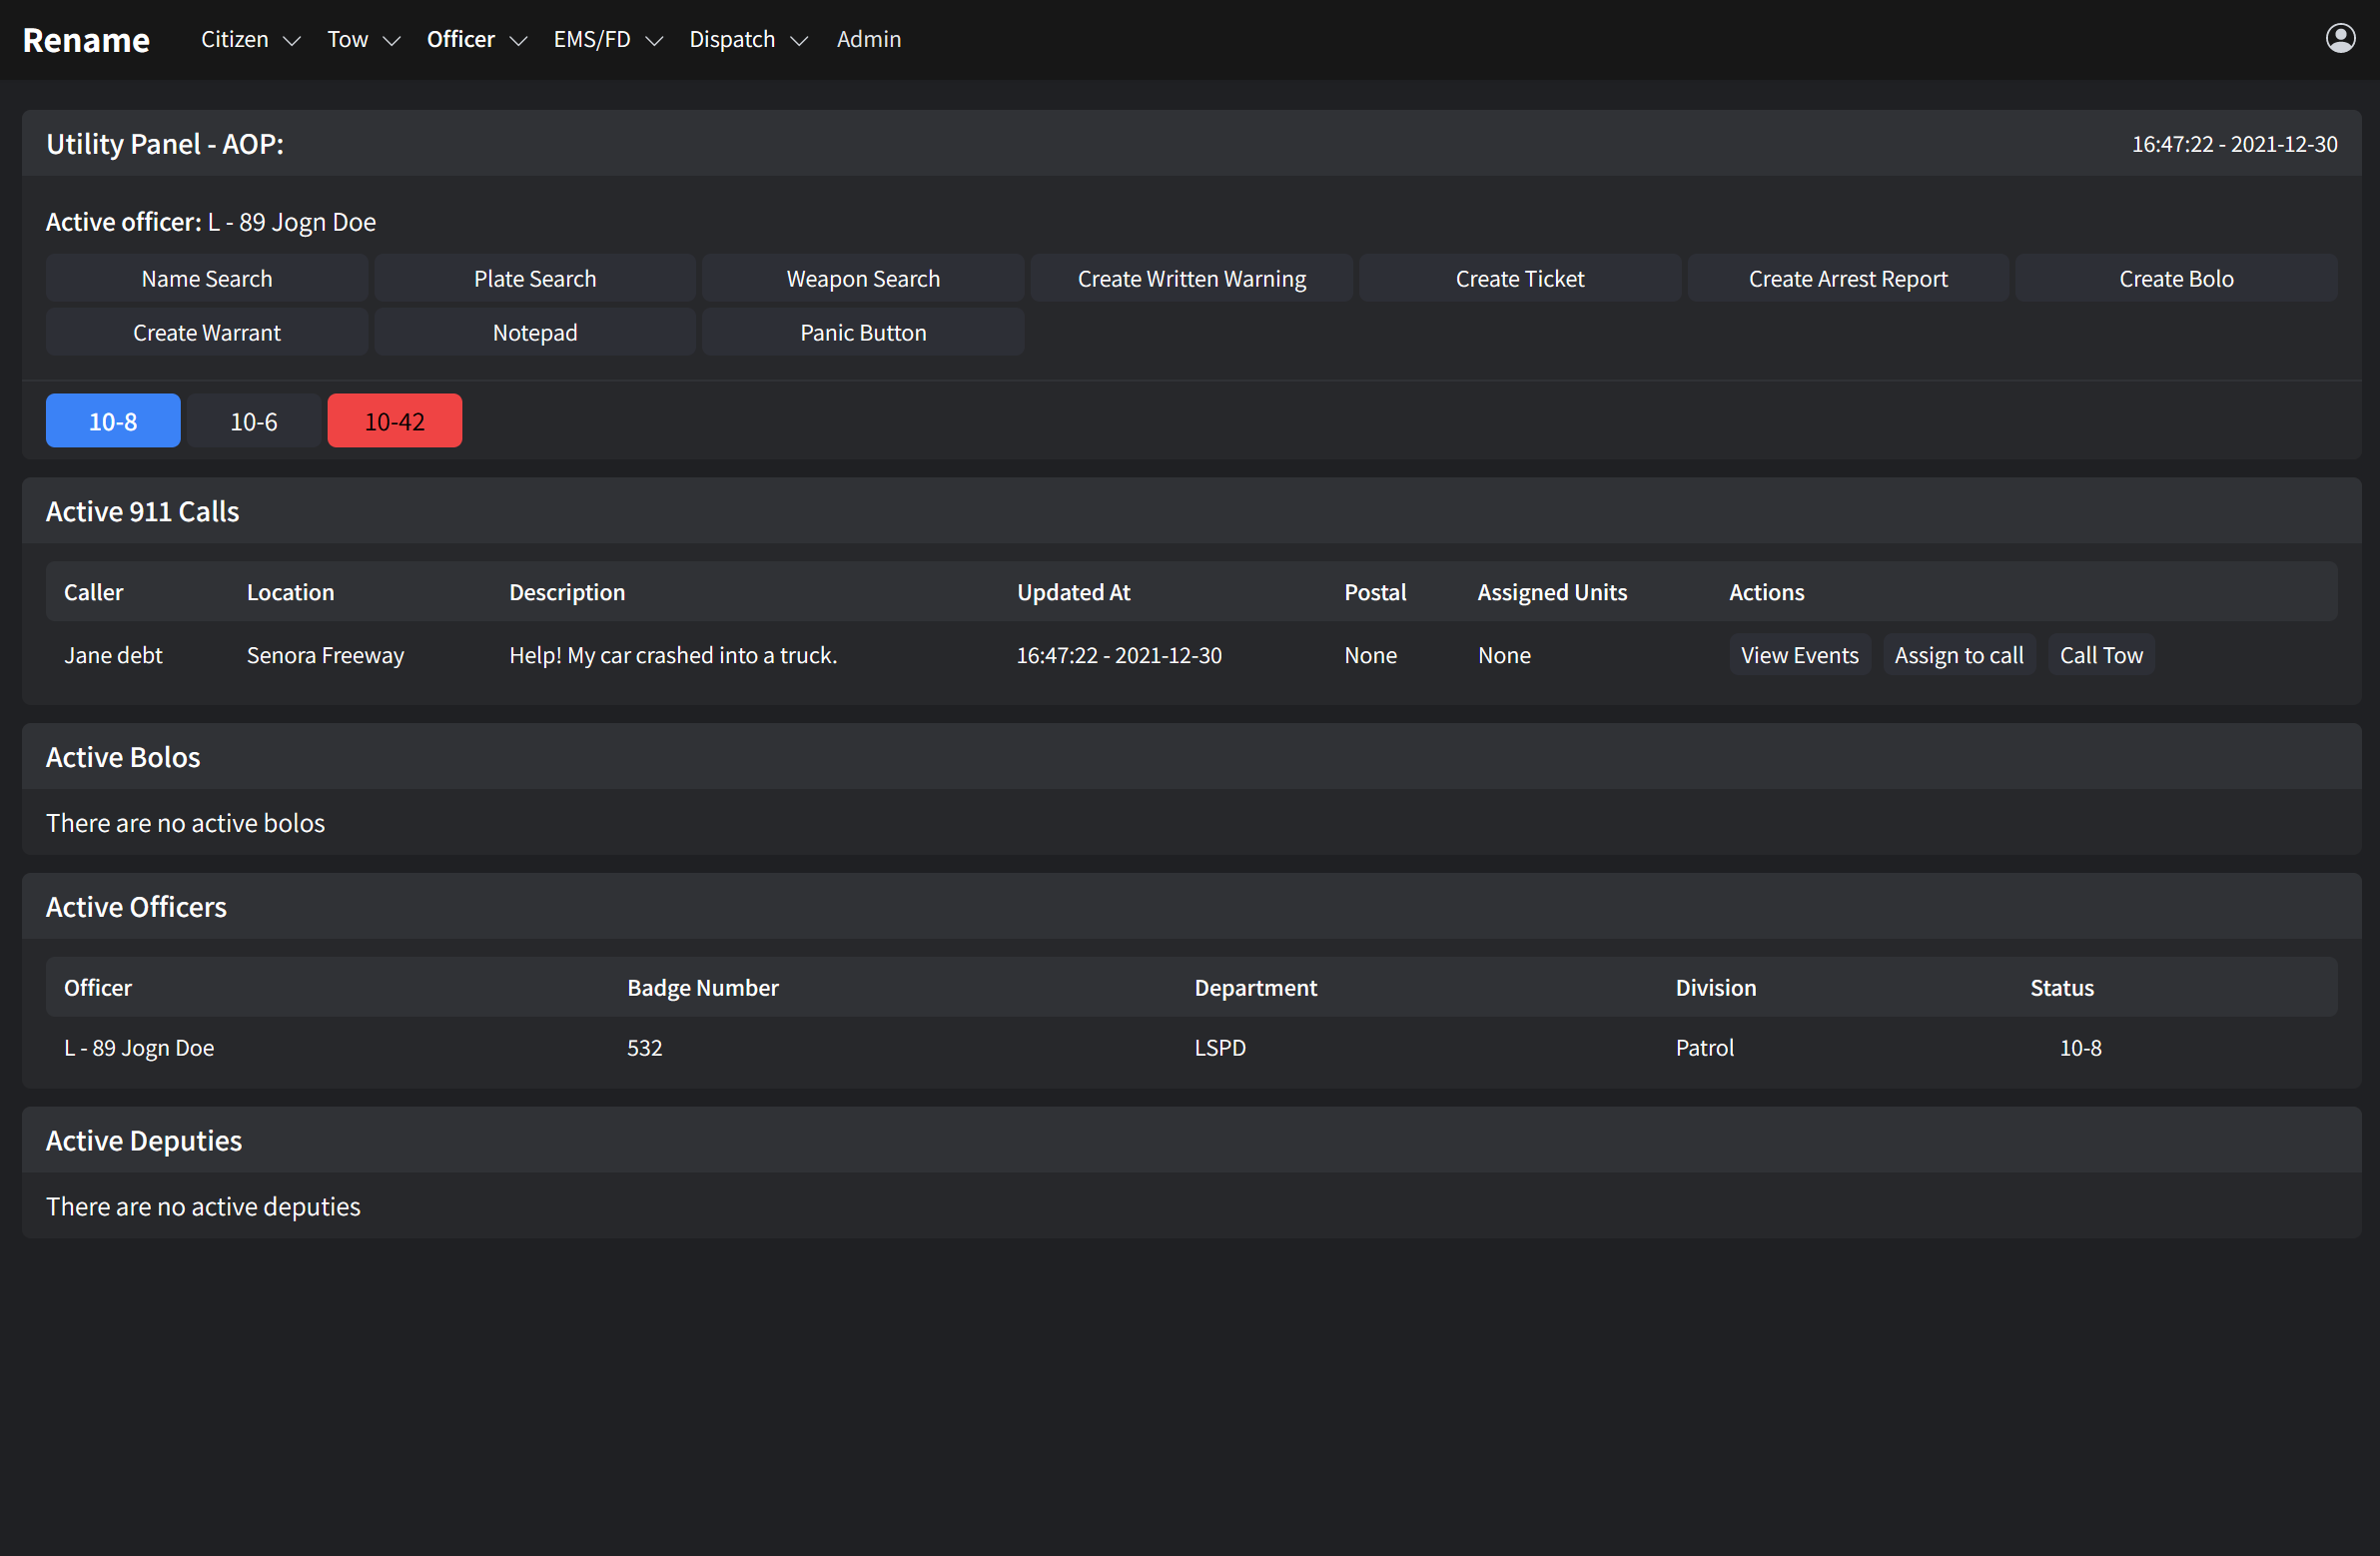 Rename Citizen Tow Officer EMS/FD Dispatch Admin
Utility Panel - AOP: 16:47:22 - 2021-12-30
Active officer: L - 89 Jogn Doe
Name Search Plate Search Weapon Search Create Written Warning Create Ticket Create Arrest Report Create Bolo
Create Warrant Notepad Panic Button
10-8 10-6 10-42
Active 911 Calls
Caller Location Description Updated At Postal Assigned Units Actions
Jane debt Senora Freeway Help! My car crashed into a truck. 16:47:22 - 2021-12-30 None None View Events Assign to call Call Tow
Active Bolos
There are no active bolos
Active Officers
Officer Badge Number Department Division Status
L - 89 Jogn Doe 532 LSPD Patrol 10-8
Active Deputies
There are no active deputies